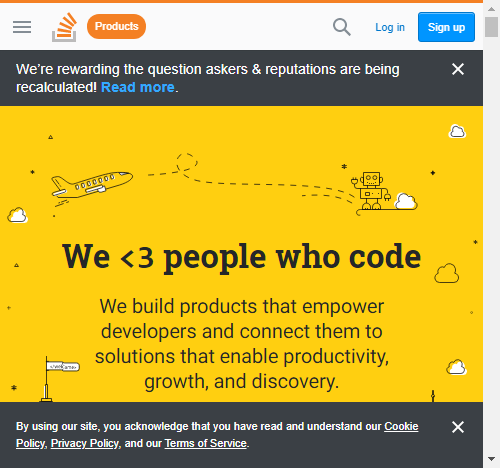 Products
Log in
Sign up
We're rewarding the question askers & reputations are being
recalculated! Read more.
We <3 people who code
We build products that empower
developers and connect them to
solutions that enable productivity,
growth, and discovery.
By using our site, you acknowledge that you have read and understand our Cookie
Policy, Privacy Policy, and our Terms of Service.